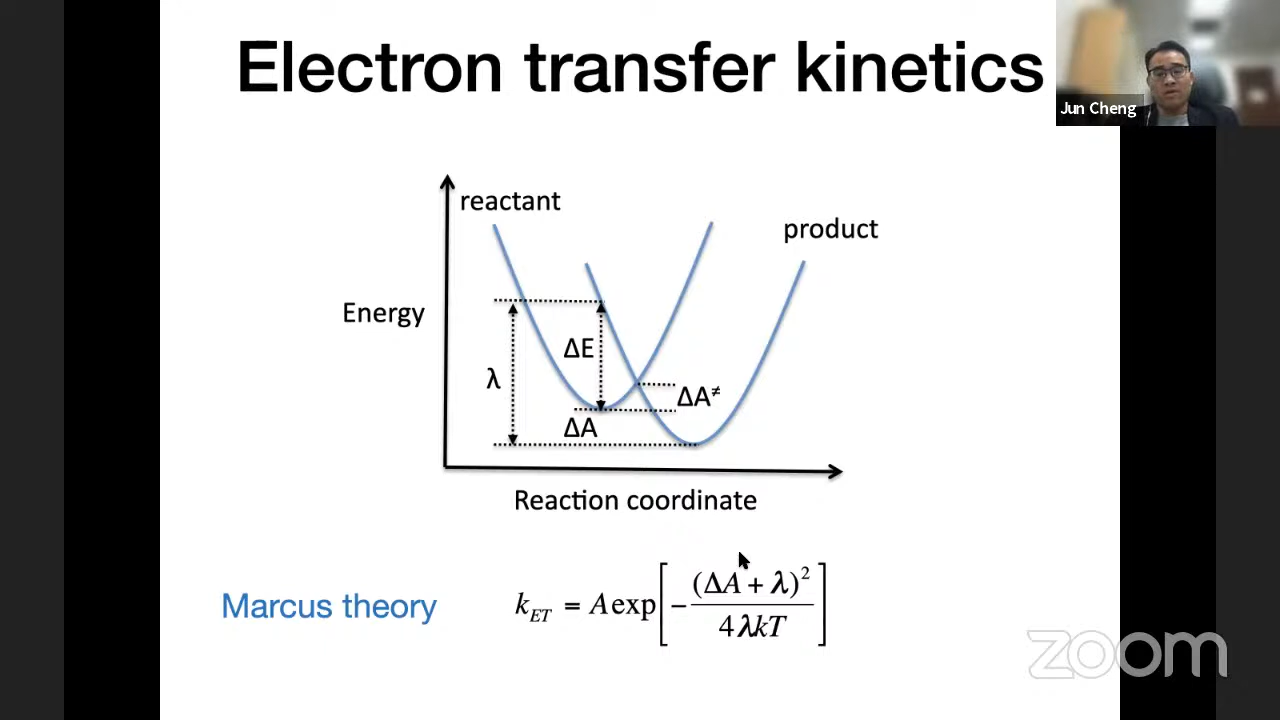 Electron transfer kinetics
Jun Cheng
reactant
product
Energy
ΔE
λ
ΔA≠
ΔA
Reaction coordinate
Marcus theory
k_ET = A exp[−(ΔA + λ)² / 4λkT]
zoom